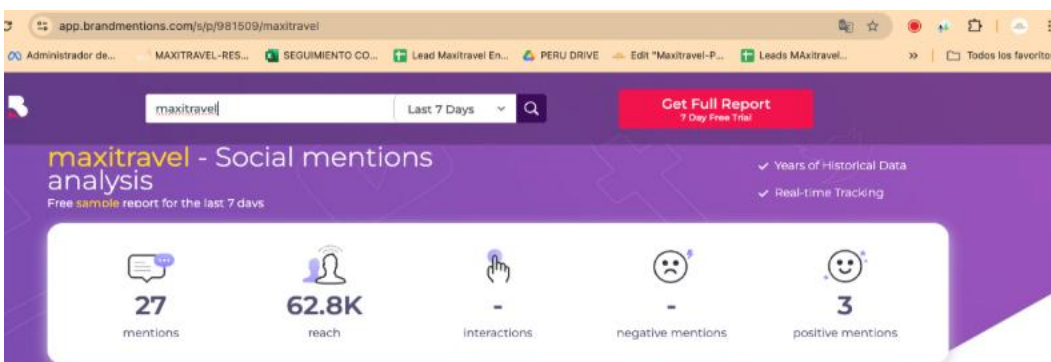 app.brandmentions.com/s/p/981509/maxitravel
Administrador de... MAXITRAVEL-RES... SEGUIMIENTO CO... Lead Maxitravel En... PERU DRIVE Edit "Maxitravel-P... Leads MAxitravel... » Todos los favorito
maxitravel Last 7 Days Get Full Report
7 Day Free Trial
maxitravel - Social mentions
analysis
Free sample report for the last 7 days
✓ Years of Historical Data
✓ Real-time Tracking
27 62.8K - - 3
mentions reach interactions negative mentions positive mentions